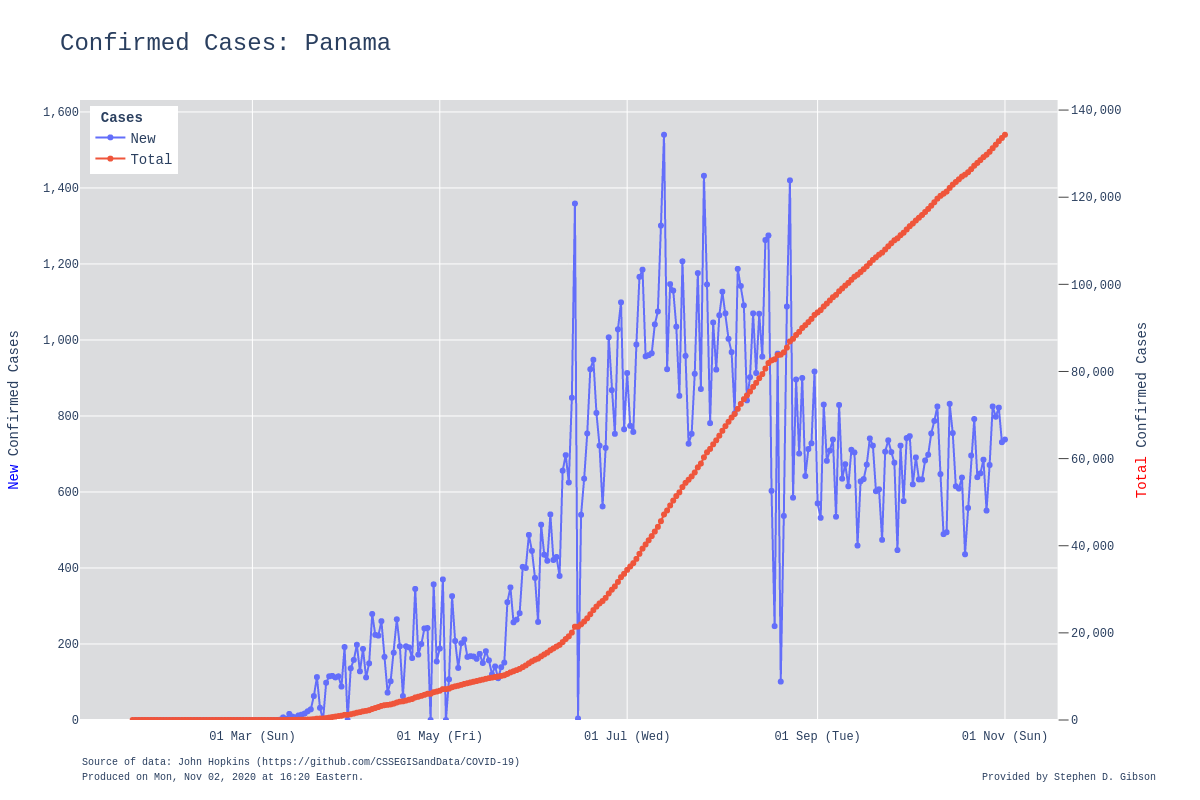 Confirmed Cases: Panama
Cases
New
Total
1,600
1,400
1,200
1,000
800
600
400
200
0
140,000
120,000
100,000
80,000
60,000
40,000
20,000
0
New Confirmed Cases
Total Confirmed Cases
01 Mar (Sun) 01 May (Fri) 01 Jul (Wed) 01 Sep (Tue) 01 Nov (Sun)
Source of data: John Hopkins (https://github.com/CSSEGISandData/COVID-19)
Produced on Mon, Nov 02, 2020 at 16:20 Eastern.
Provided by Stephen D. Gibson